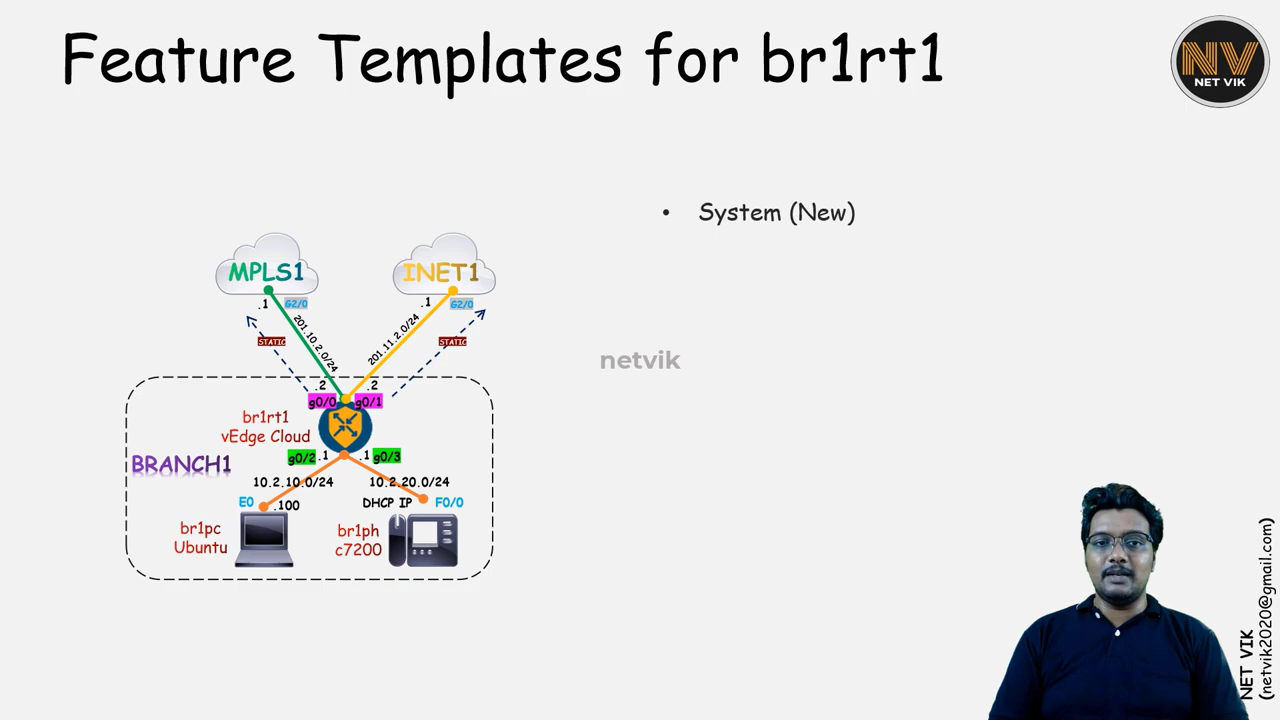 Feature Templates for br1rt1
NV
NET VIK
System (New)
MPLS1
INET1
.1
G2/0
.1
G2/0
201.10.2.0/24
201.11.2.0/24
STATIC
STATIC
netvik
.2
.2
g0/0
g0/1
br1rt1
vEdge Cloud
BRANCH1
g0/2
.1
.1
g0/3
10.2.10.0/24
10.2.20.0/24
E0
.100
DHCP IP
F0/0
br1pc
Ubuntu
br1ph
c7200
NET VIK
(netvik2020@gmail.com)